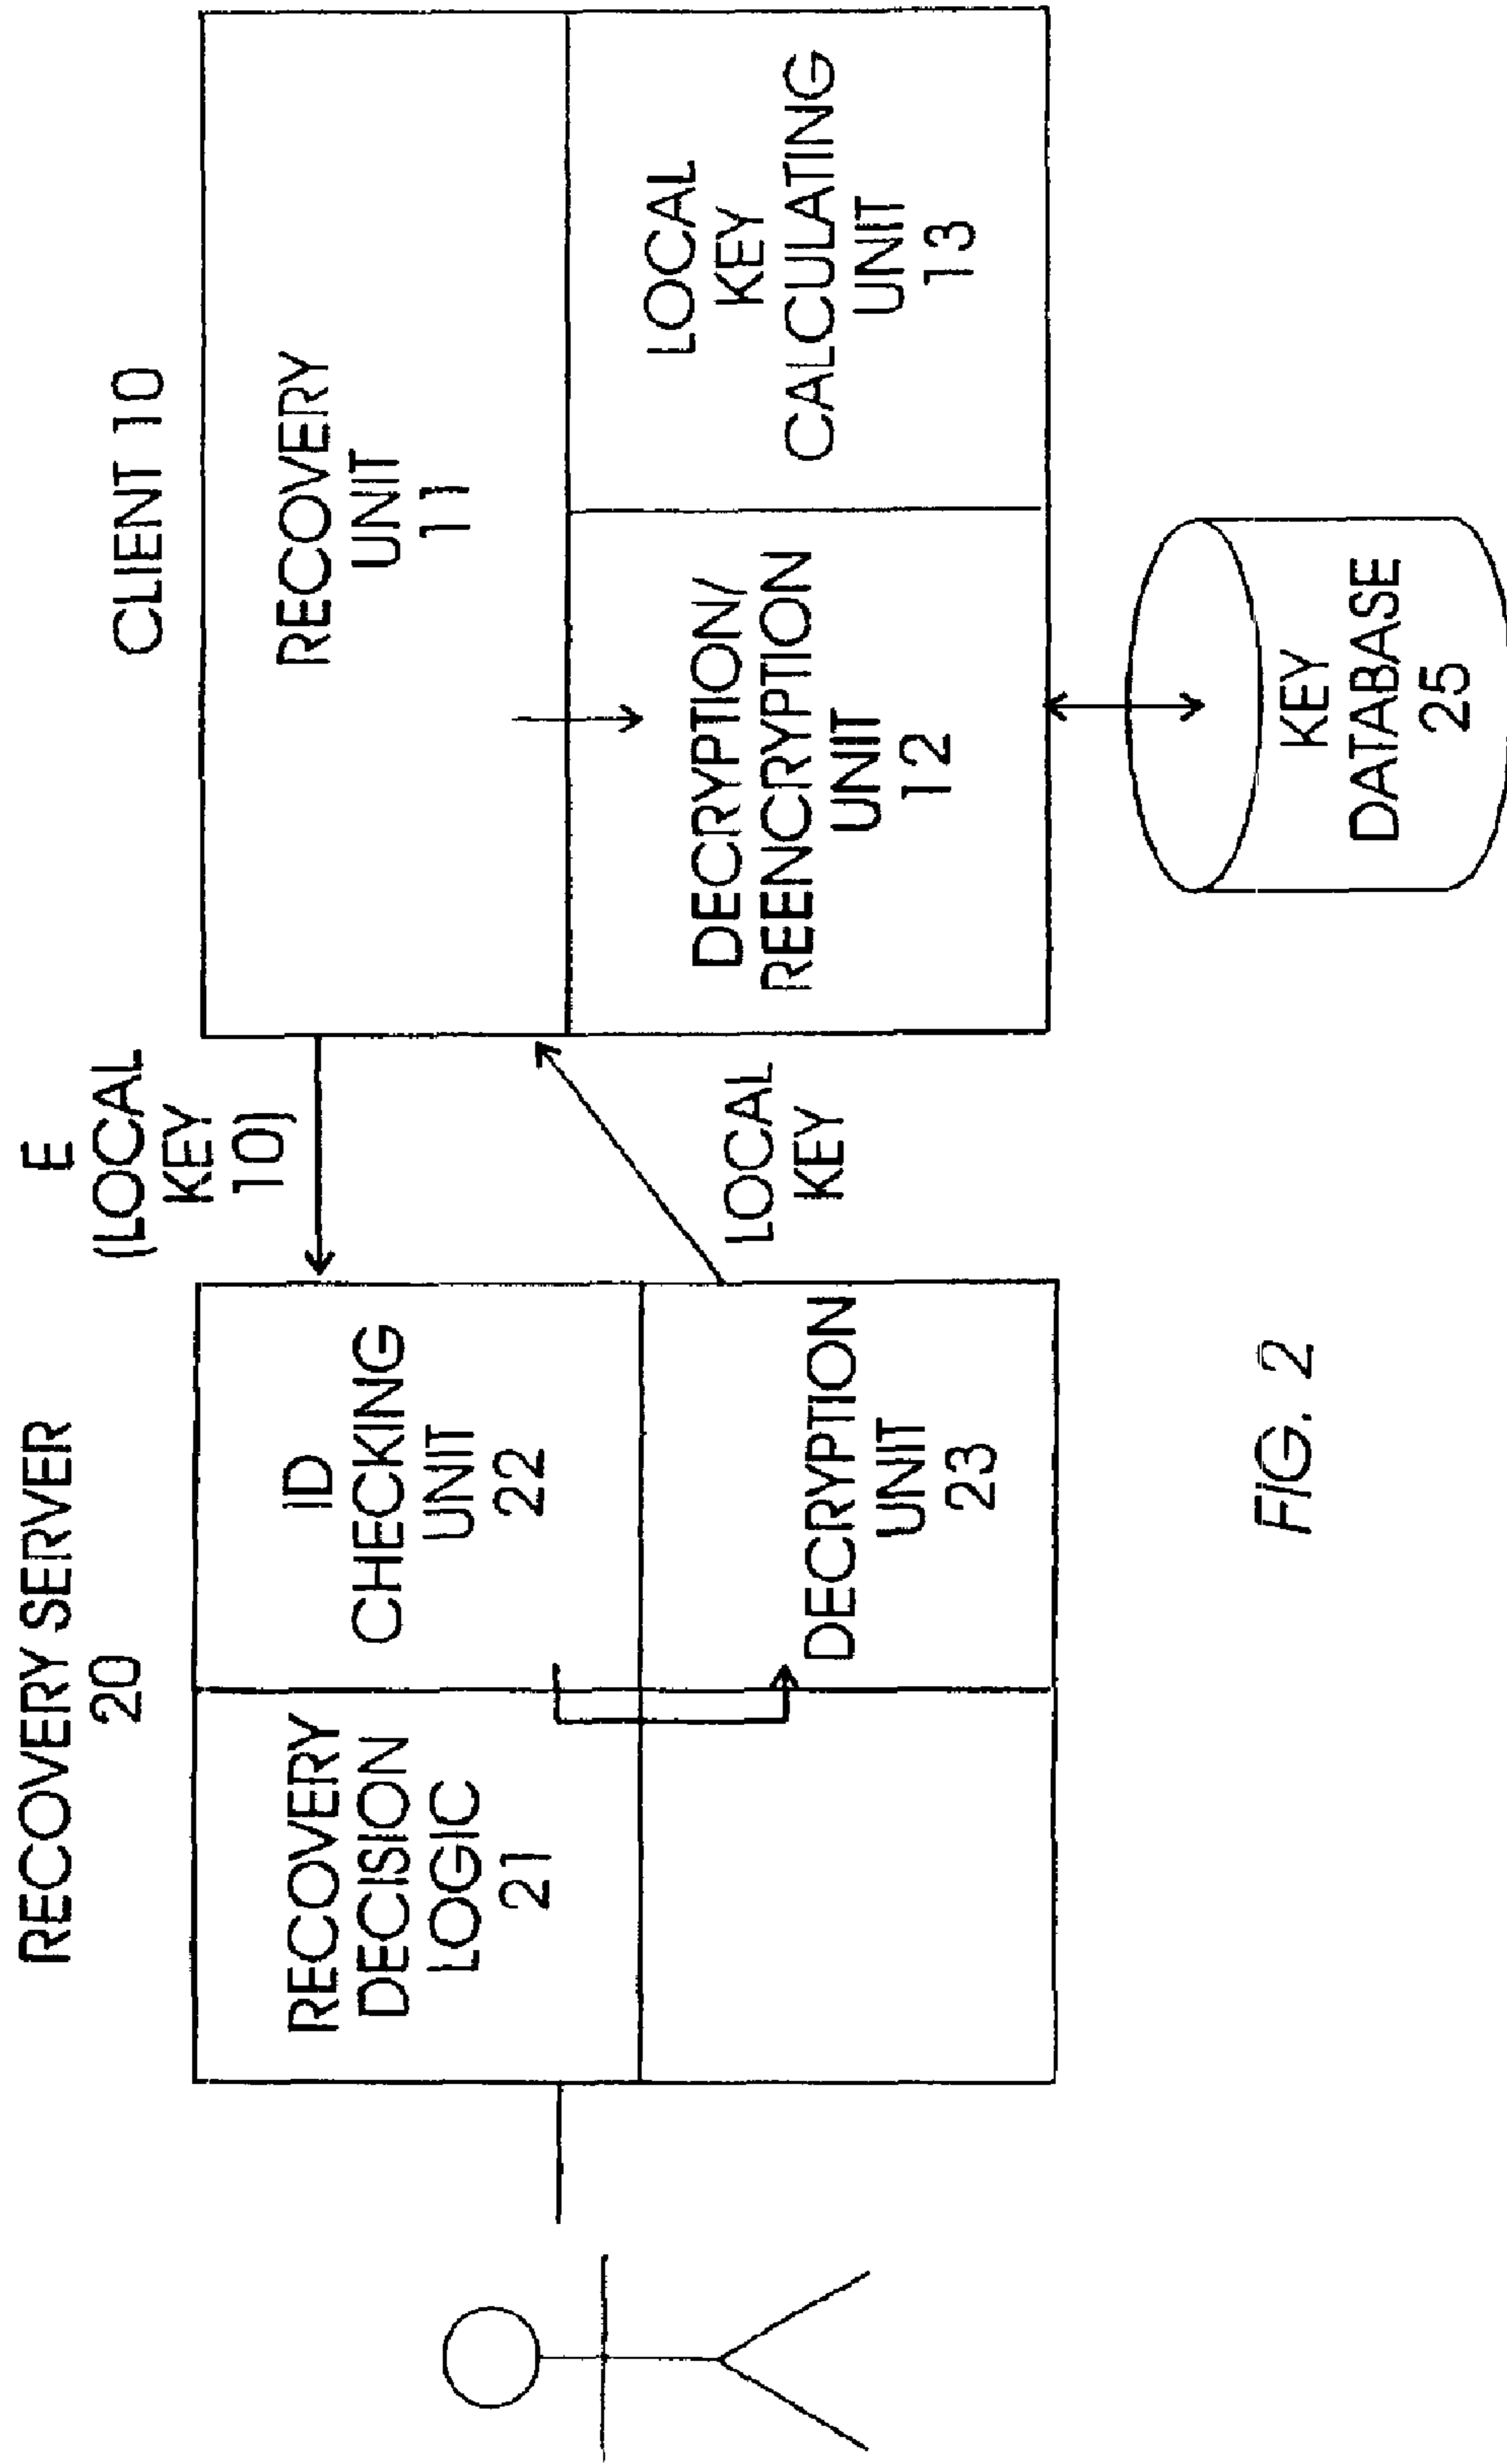 RECOVERY SERVER
20
RECOVERY
DECISION
LOGIC
21
ID
CHECKING
UNIT
22
DECRYPTION
UNIT
23
E
(LOCAL
KEY
10)
LOCAL
KEY
CLIENT 10
RECOVERY
UNIT
11
DECRYPTION/
REENCRYPTION
UNIT
12
LOCAL
KEY
CALCULATING
UNIT
13
KEY
DATABASE
25
FIG. 2